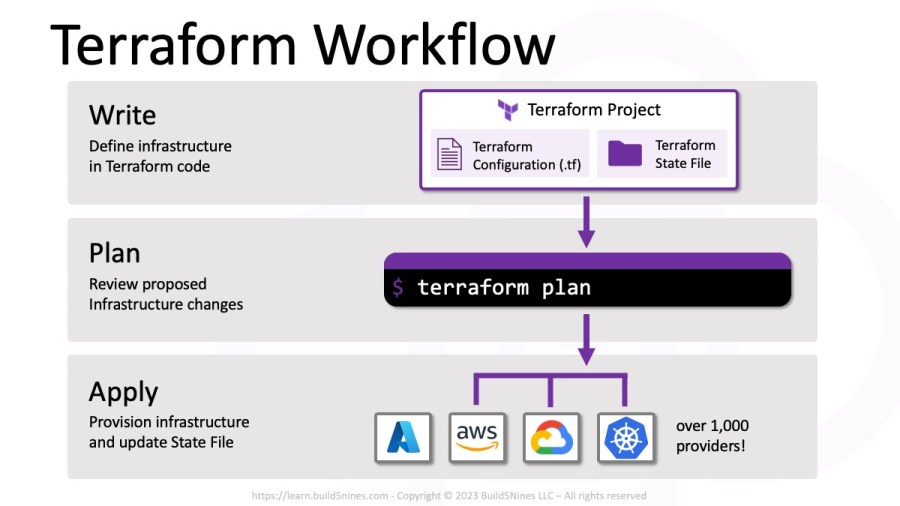 Terraform Workflow
Write
Define infrastructure
in Terraform code
Terraform Project
Terraform
Configuration (.tf)
Terraform
State File
Plan
Review proposed
Infrastructure changes
$ terraform plan
Apply
Provision infrastructure
and update State File
aws
over 1,000
providers!
https://learn.build5nines.com - Copyright © 2023 Build5Nines LLC – All rights reserved